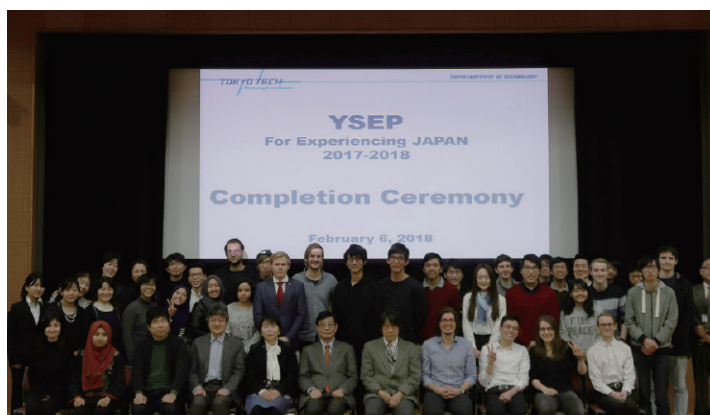 TOKYO TECH
TOKYO INSTITUTE OF TECHNOLOGY
YSEP
For Experiencing JAPAN
2017-2018
Completion Ceremony
February 6, 2018